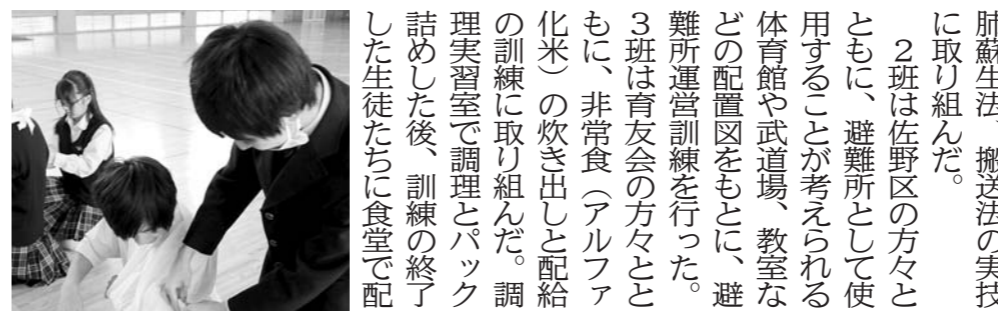 肺蘇生法、搬送法の実技
に取り組んだ。
２班は佐野区の方々と
ともに、避難所として使
用することが考えられる
体育館や武道場、教室な
どの配置図をもとに、避
難所運営訓練を行った。
３班は育友会の方々とと
もに、非常食（アルファ
化米）の炊き出しと配給
の訓練に取り組んだ。調
理実習室で調理とパック
詰めした後、訓練の終了
した生徒たちに食堂で配